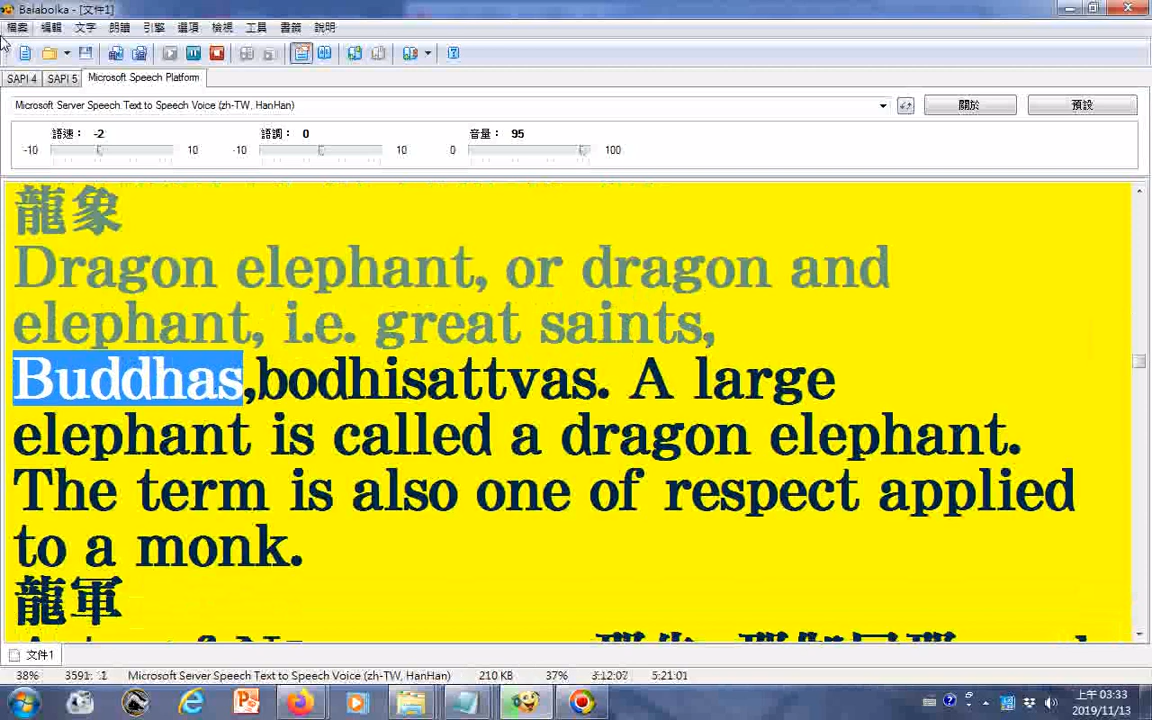 Balabolka - [文件1]
檔案 編輯 文字 朗讀 引擎 選項 檢視 工具 書籤 說明
SAPI 4 SAPI 5 Microsoft Speech Platform
Microsoft Server Speech Text to Speech Voice (zh-TW, HanHan) 關於 預設
語速： -2 語調： 0 音量： 95
-10 10 -10 10 0 100
龍象
Dragon elephant, or dragon and
elephant, i.e. great saints,
Buddhas,bodhisattvas. A large
elephant is called a dragon elephant.
The term is also one of respect applied
to a monk.
龍軍
文件1
38% 3591: :1 Microsoft Server Speech Text to Speech Voice (zh-TW, HanHan) 210 KB 37% 3:12:07 5:21:01
上午 03:33
2019/11/13